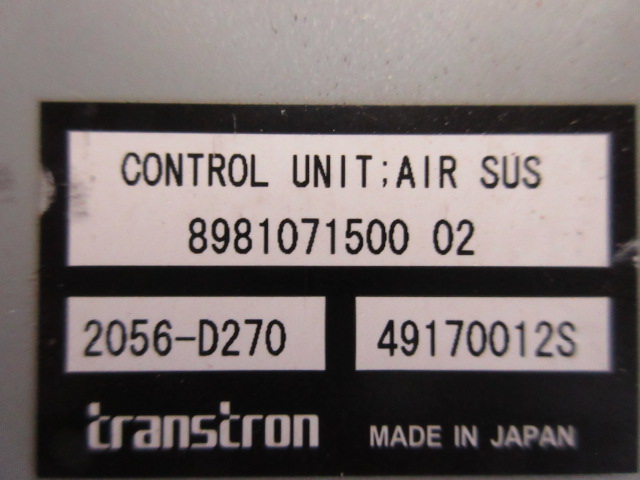 CONTROL UNIT;AIR SUS
8981071500 02
2056-D270
49170012S
transtron
MADE IN JAPAN